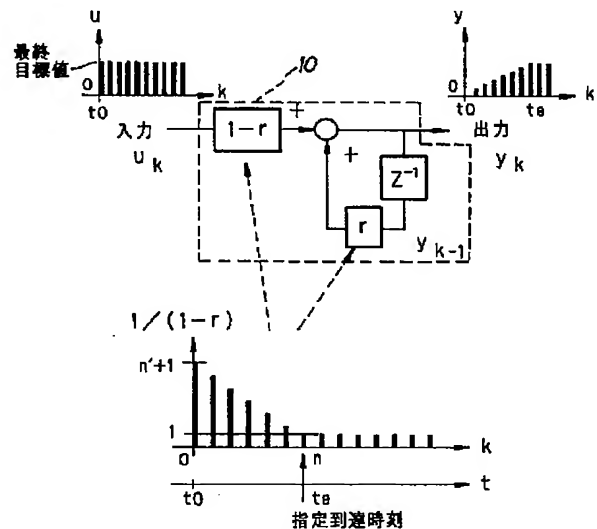 u
最終
目標値
0
t0
k
10
y
0
t0
te
k
入力
u k
1-r
+
+
Z⁻¹
r
y k-1
出力
y k
1/(1-r)
n'+1
1
0
n
k
t0
te
t
指定到達時刻